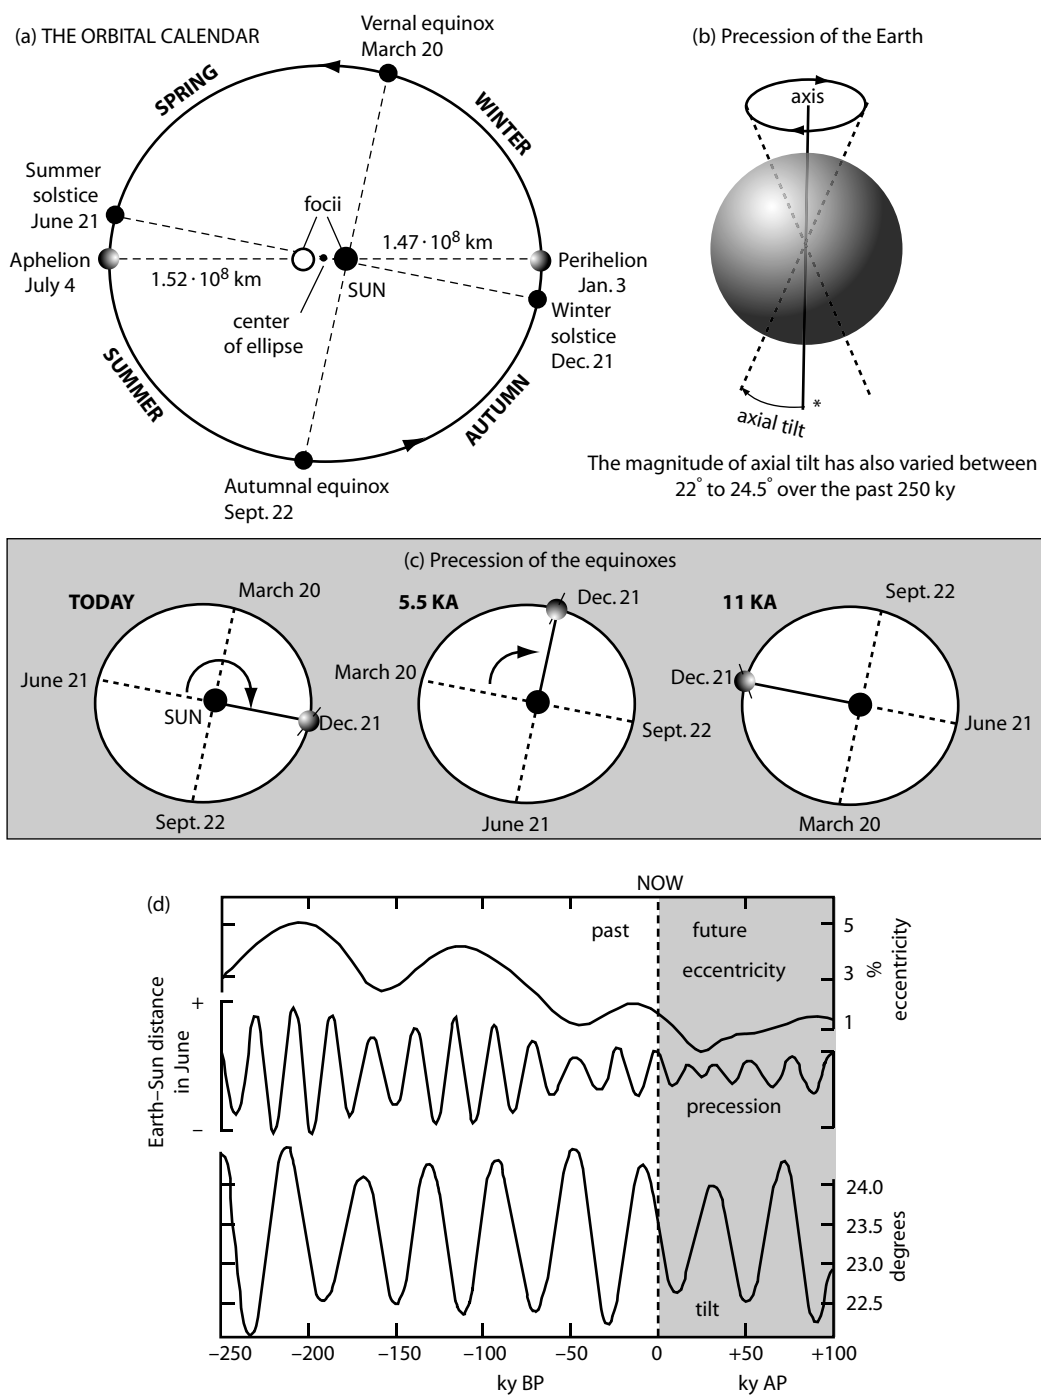 (a) THE ORBITAL CALENDAR
Vernal equinox
March 20
SPRING
WINTER
Summer
solstice
June 21
focii
Aphelion
July 4
1.52·10⁸ km
1.47·10⁸ km
SUN
Perihelion
Jan. 3
center
of ellipse
Winter
solstice
Dec. 21
SUMMER
AUTUMN
Autumnal equinox
Sept. 22
(b) Precession of the Earth
axis
axial tilt
*
The magnitude of axial tilt has also varied between
22° to 24.5° over the past 250 ky
(c) Precession of the equinoxes
TODAY
March 20
June 21
SUN
Dec. 21
Sept. 22
5.5 KA
Dec. 21
March 20
Sept. 22
June 21
11 KA
Sept. 22
Dec. 21
June 21
March 20
(d)
NOW
past
future
eccentricity
5
3
1
% eccentricity
+
–
Earth–Sun distance
in June
precession
24.0
23.5
23.0
22.5
degrees
tilt
–250 –200 –150 –100 –50 0 +50 +100
ky BP
ky AP